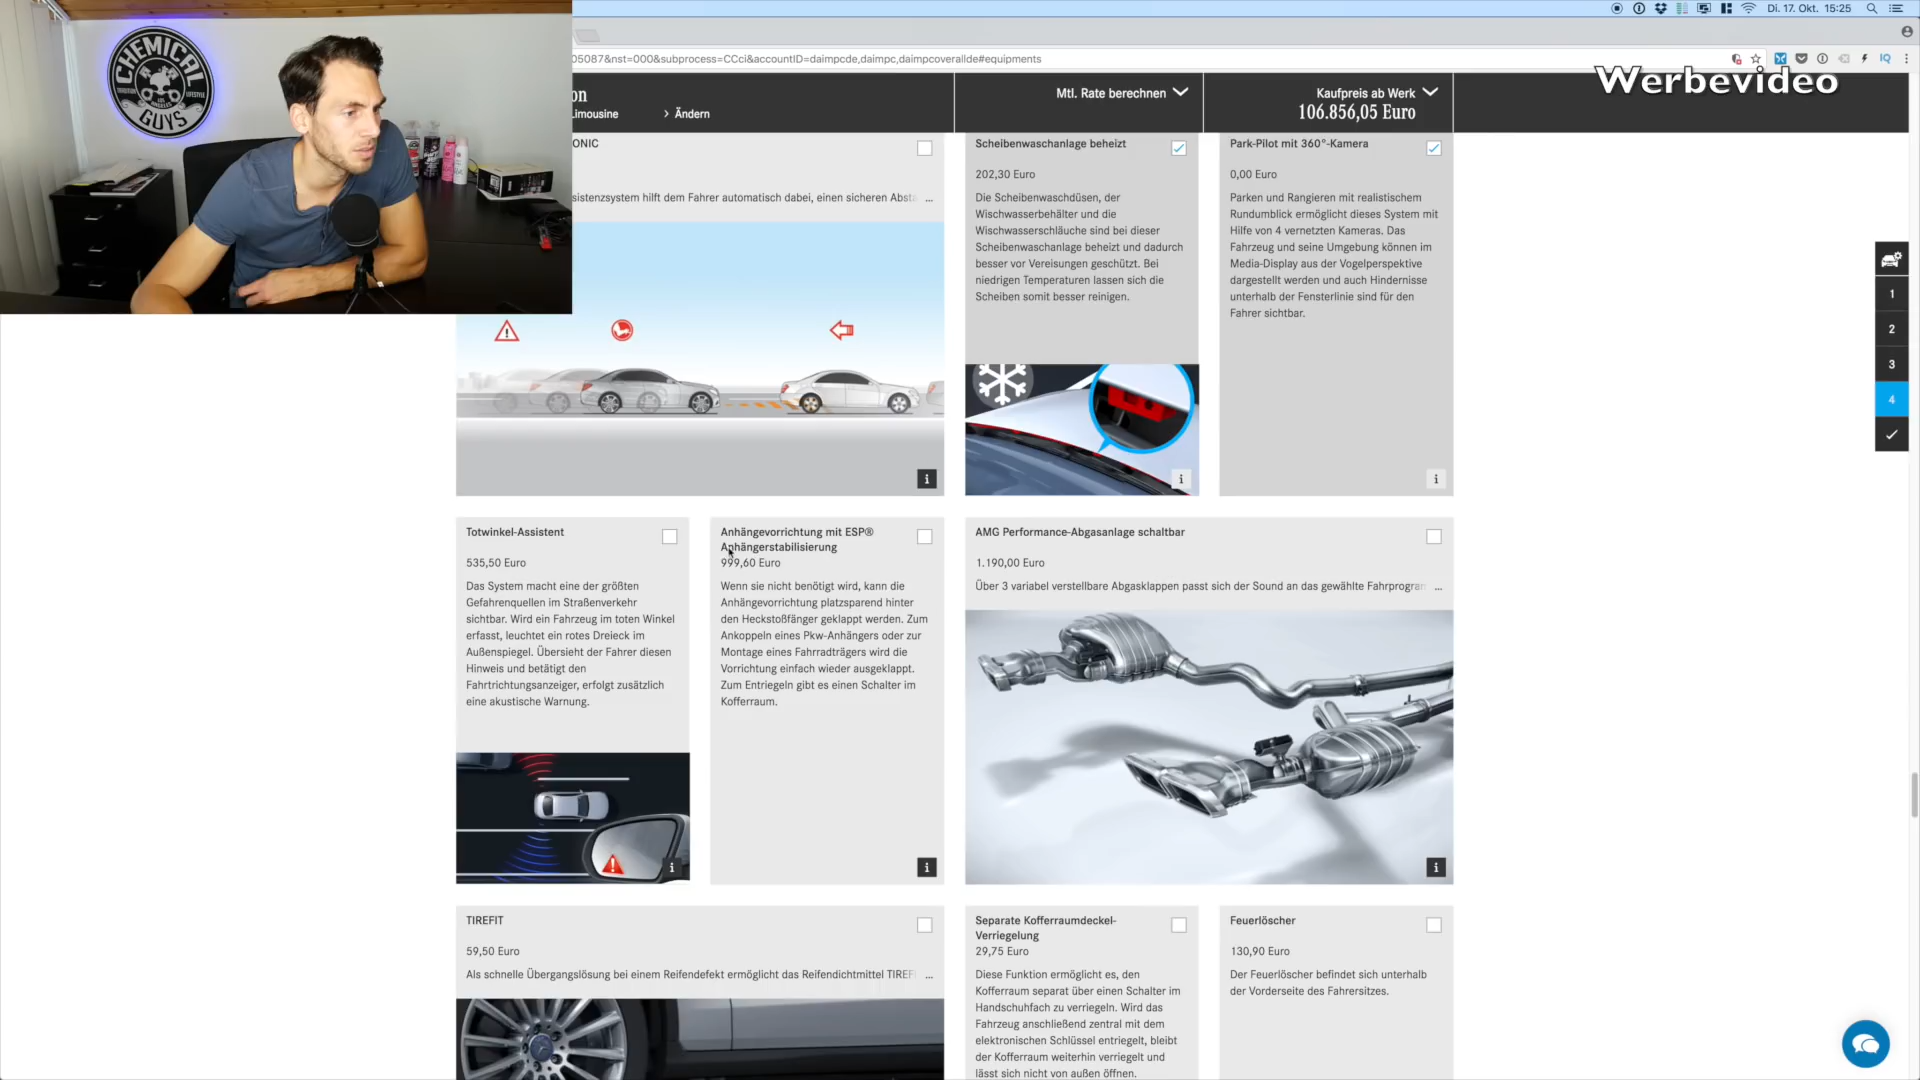 CHEMICAL
GUYS
Di. 17. Okt. 15:25
05087&nst=000&subprocess=CCci&accountID=daimpcde,daimpc,daimpcoverallde#equipments
Werbevideo
on
Limousine
Ändern
Mtl. Rate berechnen
Kaufpreis ab Werk
106.856,05 Euro
ONIC
sistenzsystem hilft dem Fahrer automatisch dabei, einen sicheren Absta ...
Scheibenwaschanlage beheizt
202,30 Euro
Die Scheibenwaschdüsen, der
Wischwasserbehälter und die
Wischwasserschläuche sind bei dieser
Scheibenwaschanlage beheizt und dadurch
besser vor Vereisungen geschützt. Bei
niedrigen Temperaturen lassen sich die
Scheiben somit besser reinigen.
Park-Pilot mit 360°-Kamera
0,00 Euro
Parken und Rangieren mit realistischem
Rundumblick ermöglicht dieses System mit
Hilfe von 4 vernetzten Kameras. Das
Fahrzeug und seine Umgebung können im
Media-Display aus der Vogelperspektive
dargestellt werden und auch Hindernisse
unterhalb der Fensterlinie sind für den
Fahrer sichtbar.
1
2
3
4
Totwinkel-Assistent
535,50 Euro
Das System macht eine der größten
Gefahrenquellen im Straßenverkehr
sichtbar. Wird ein Fahrzeug im toten Winkel
erfasst, leuchtet ein rotes Dreieck im
Außenspiegel. Übersieht der Fahrer diesen
Hinweis und betätigt den
Fahrtrichtungsanzeiger, erfolgt zusätzlich
eine akustische Warnung.
Anhängevorrichtung mit ESP®
Anhängerstabilisierung
999,60 Euro
Wenn sie nicht benötigt wird, kann die
Anhängevorrichtung platzsparend hinter
den Heckstoßfänger geklappt werden. Zum
Ankoppeln eines Pkw-Anhängers oder zur
Montage eines Fahrradträgers wird die
Vorrichtung einfach wieder ausgeklappt.
Zum Entriegeln gibt es einen Schalter im
Kofferraum.
AMG Performance-Abgasanlage schaltbar
1.190,00 Euro
Über 3 variabel verstellbare Abgasklappen passt sich der Sound an das gewählte Fahrprogran ...
TIREFIT
59,50 Euro
Als schnelle Übergangslösung bei einem Reifendefekt ermöglicht das Reifendichtmittel TIREF ...
Separate Kofferraumdeckel-
Verriegelung
29,75 Euro
Diese Funktion ermöglicht es, den
Kofferraum separat über einen Schalter im
Handschuhfach zu verriegeln. Wird das
Fahrzeug anschließend zentral mit dem
elektronischen Schlüssel entriegelt, bleibt
der Kofferraum weiterhin verriegelt und
lässt sich nicht von außen öffnen.
Feuerlöscher
130,90 Euro
Der Feuerlöscher befindet sich unterhalb
der Vorderseite des Fahrersitzes.